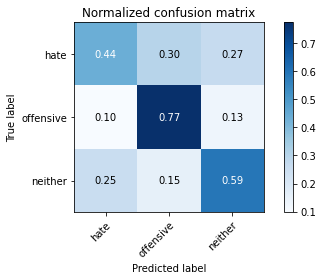 Normalized confusion matrix
True label
hate 0.44 0.30 0.27
offensive 0.10 0.77 0.13
neither 0.25 0.15 0.59
hate offensive neither
Predicted label
0.7
0.6
0.5
0.4
0.3
0.2
0.1